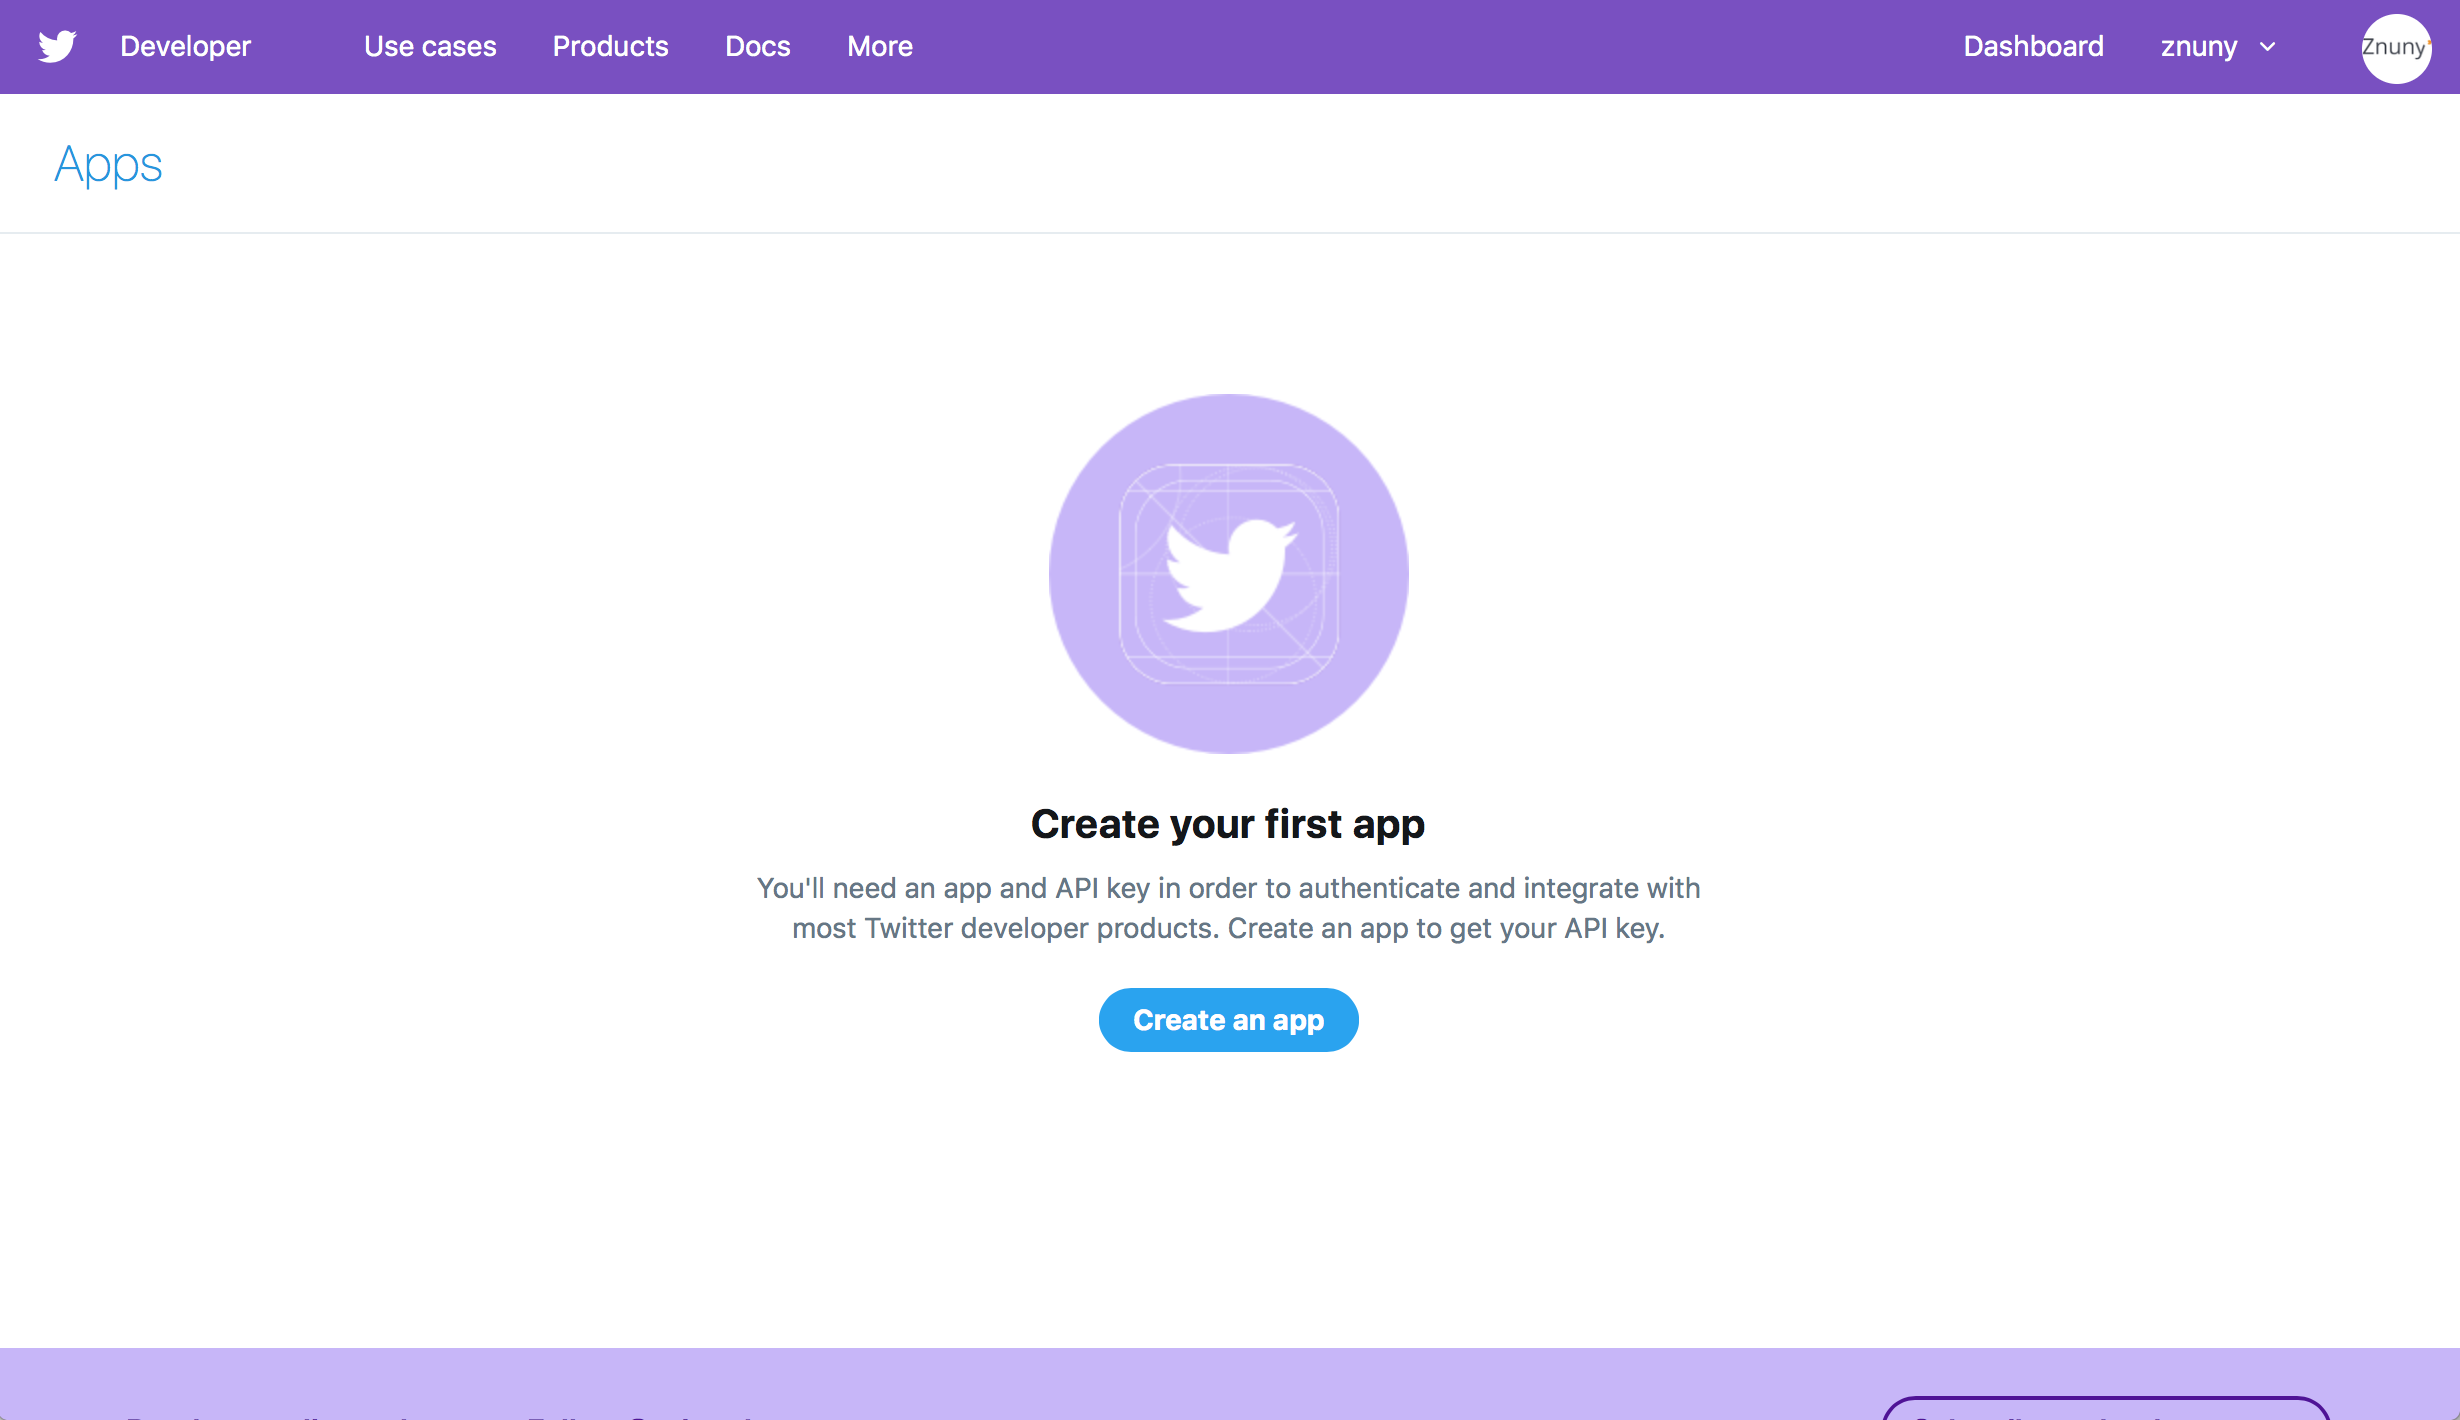 Developer Use cases Products Docs More Dashboard znuny Znuny
Apps
Create your first app
You'll need an app and API key in order to authenticate and integrate with
most Twitter developer products. Create an app to get your API key.
Create an app